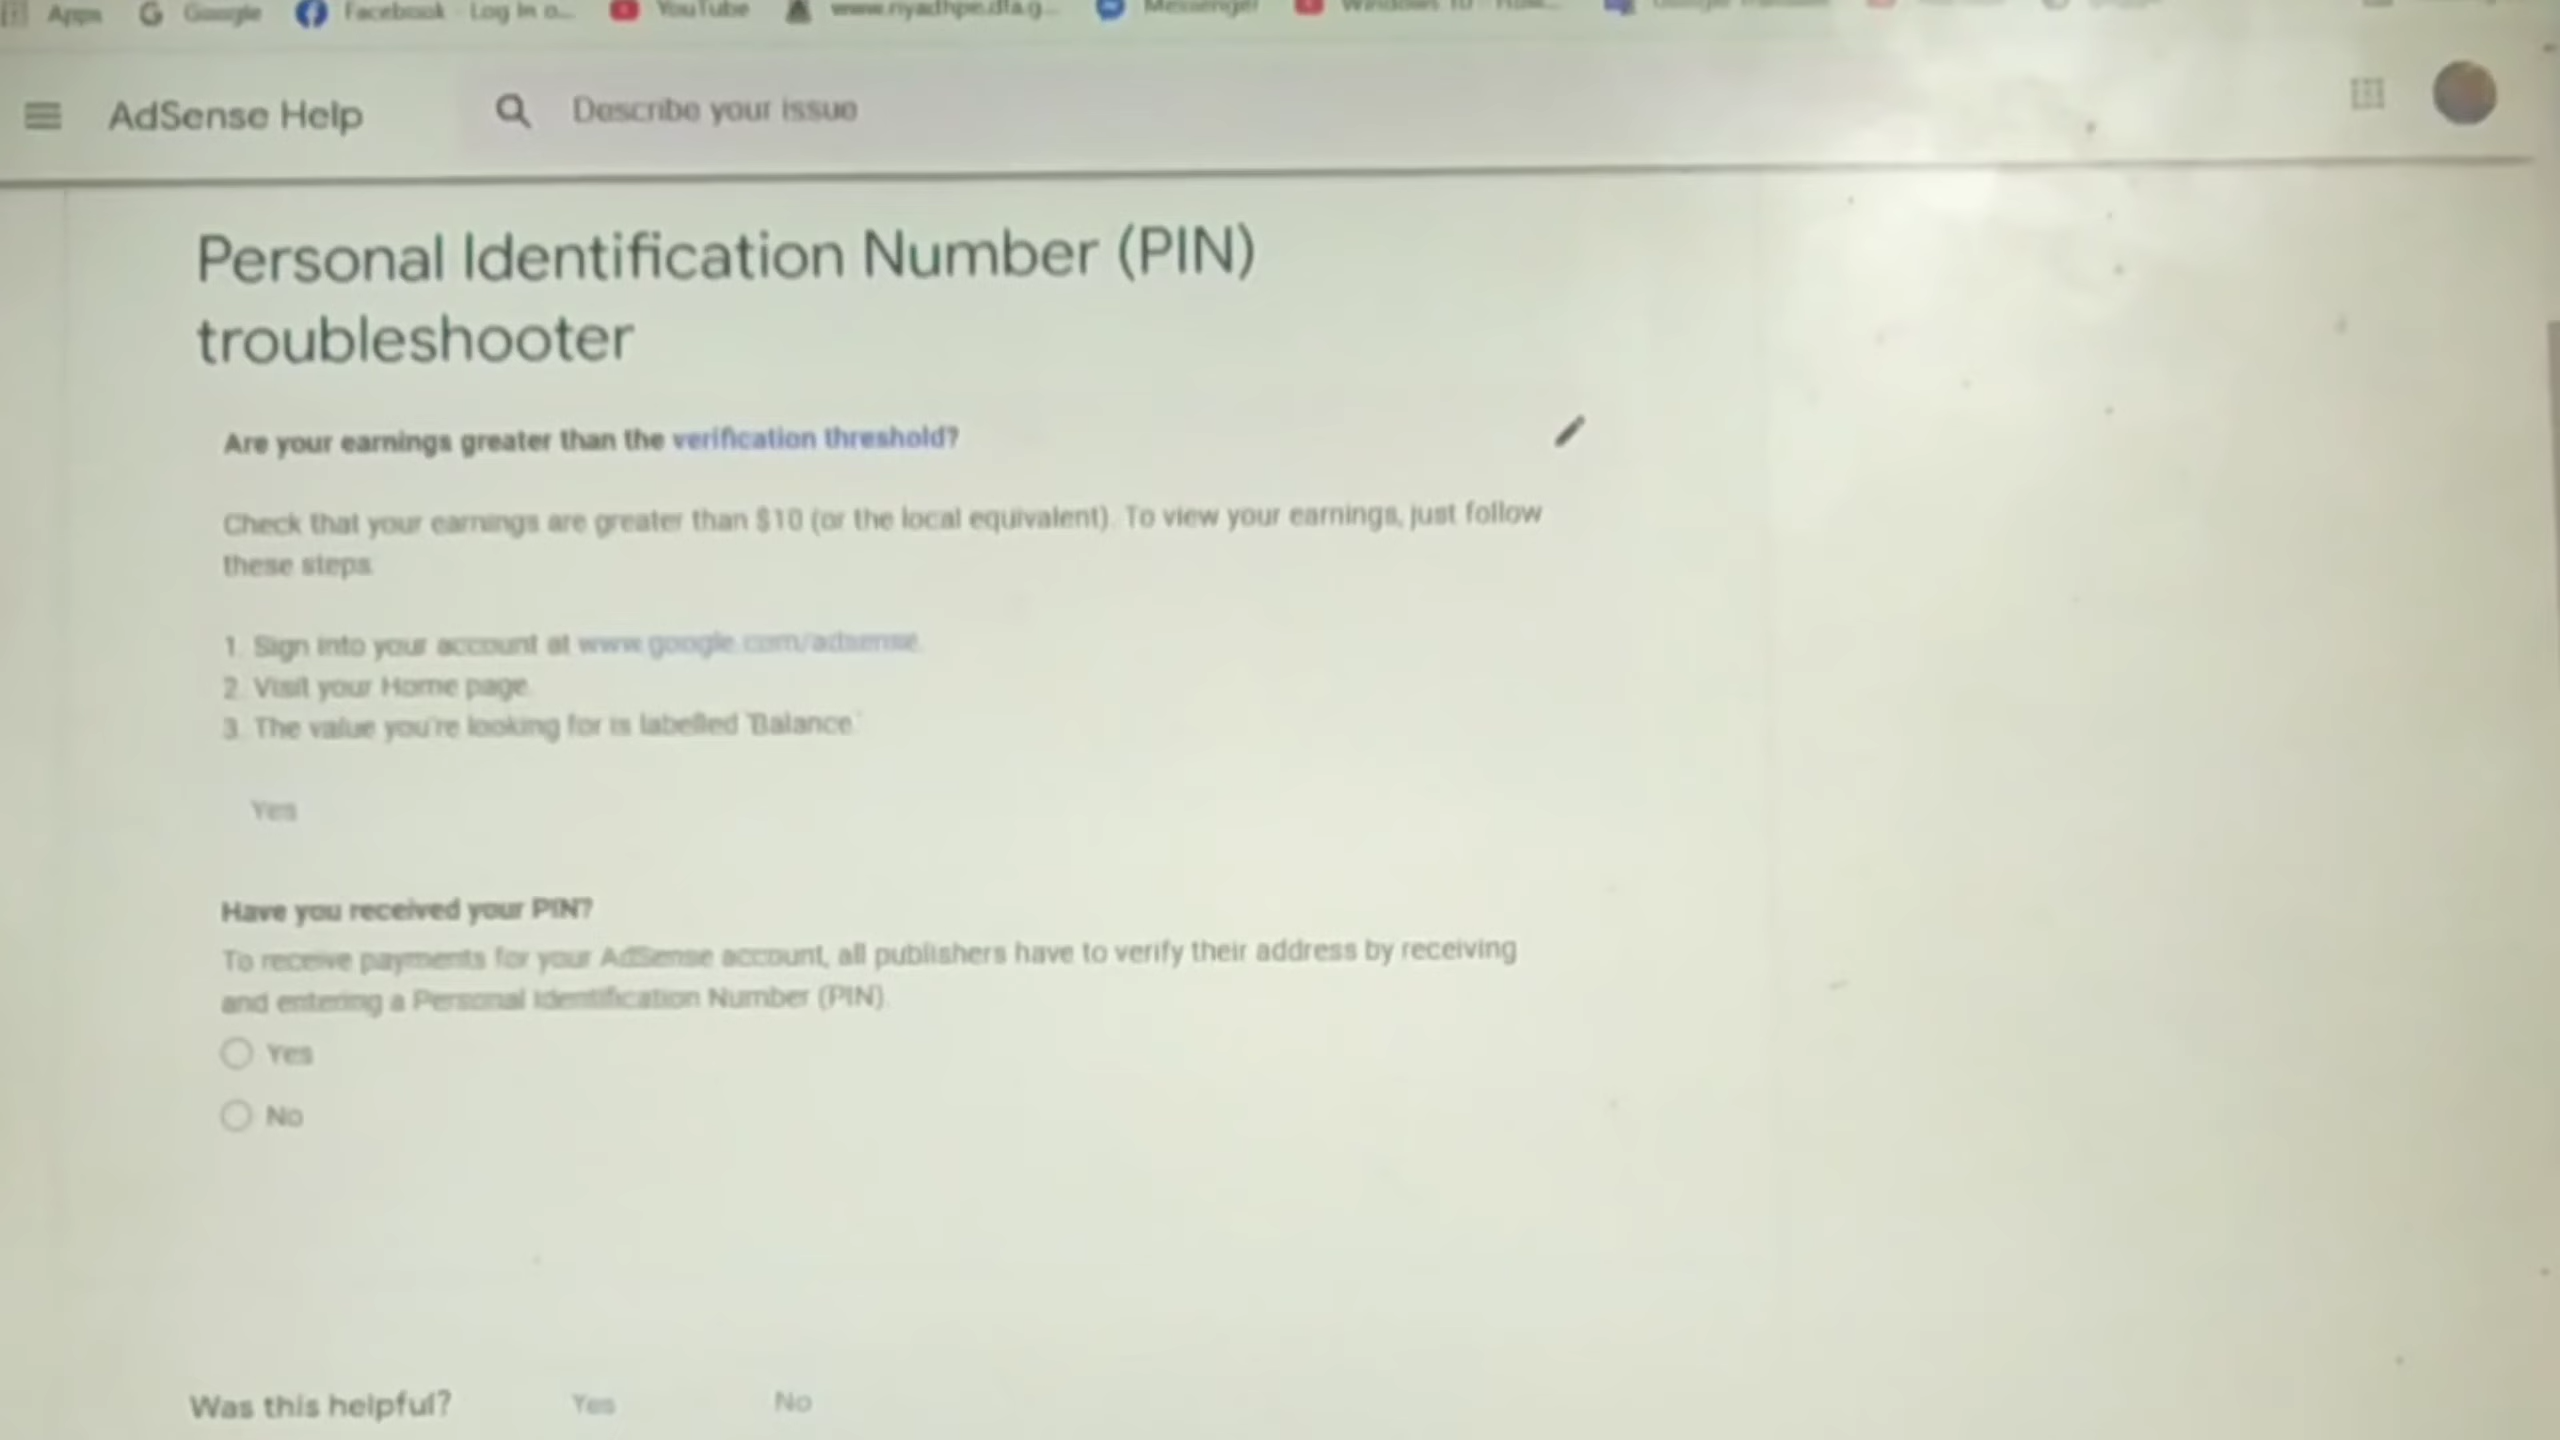 Apps Google Facebook - Log In o... YouTube www.nyadhpe.dla.g... Messenger Windows 10
AdSense Help Describe your issue
Personal Identification Number (PIN)
troubleshooter
Are your earnings greater than the verification threshold?
Check that your earnings are greater than $10 (or the local equivalent). To view your earnings, just follow
these steps
1. Sign into your account at www.google.com/adsense.
2. Visit your Home page.
3. The value you're looking for is labelled 'Balance.'
Yes
Have you received your PIN?
To receive payments for your AdSense account, all publishers have to verify their address by receiving
and entering a Personal Identification Number (PIN).
Yes
No
Was this helpful? Yes No